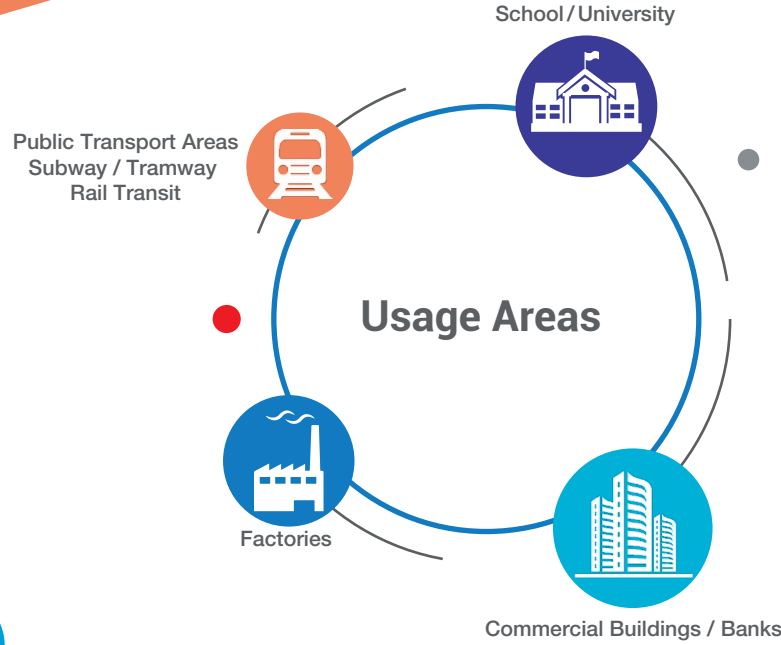 School / University
Public Transport Areas
Subway / Tramway
Rail Transit
Usage Areas
Factories
Commercial Buildings / Banks